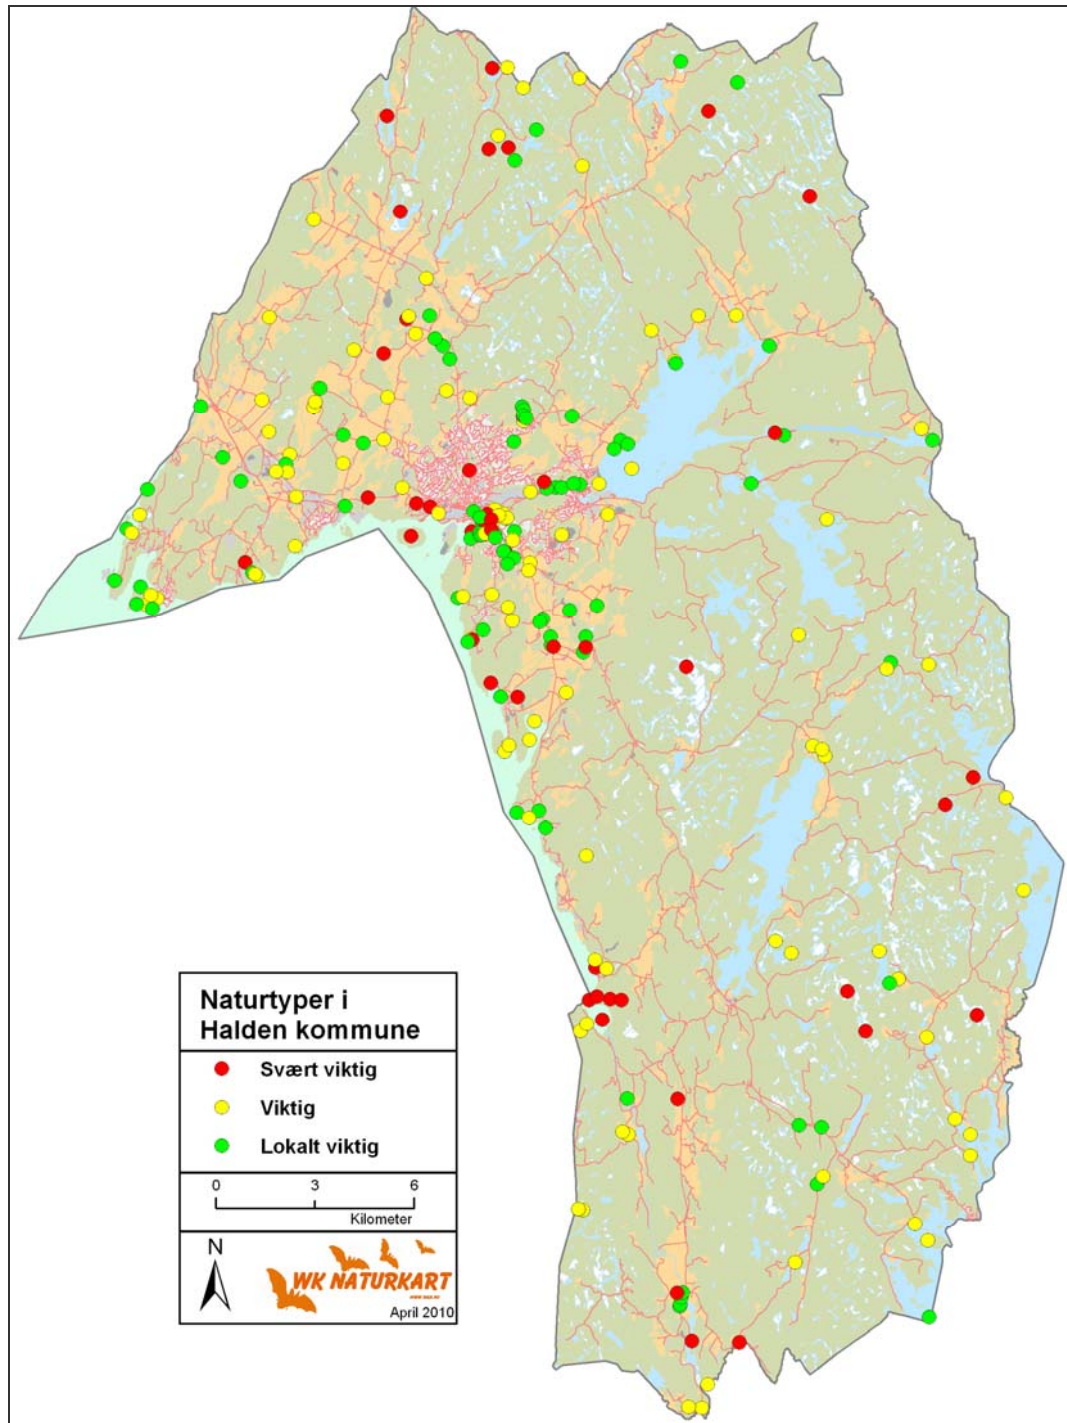 Naturtyper i
Halden kommune
Svært viktig
Viktig
Lokalt viktig
0 3 6
Kilometer
N
WK NATURKART
April 2010